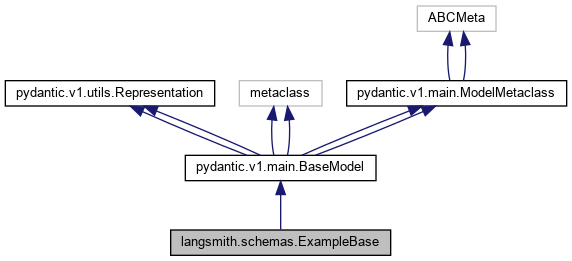 ABCMeta
pydantic.v1.utils.Representation
metaclass
pydantic.v1.main.ModelMetaclass
pydantic.v1.main.BaseModel
langsmith.schemas.ExampleBase